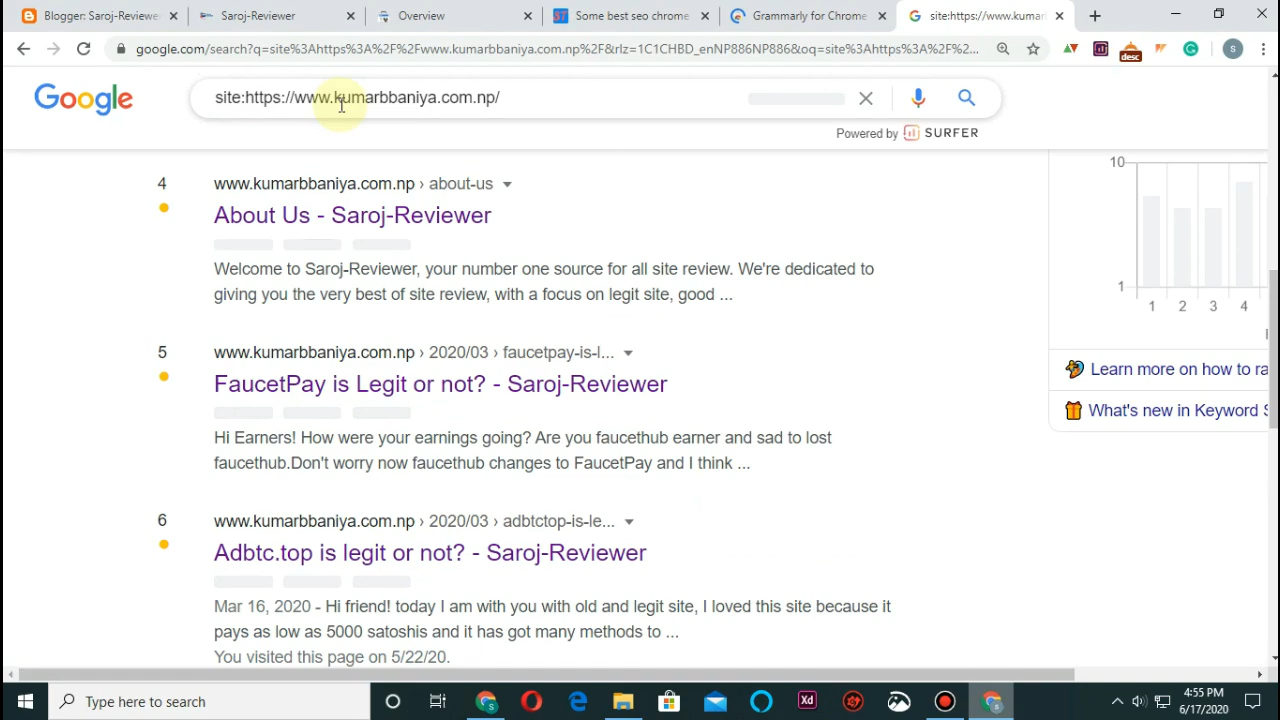 Blogger: Saroj-Reviewer
Saroj-Reviewer
Overview
Some best seo chrome
Grammarly for Chrome
site:https://www.kumar
google.com/search?q=site%3Ahttps%3A%2F%2Fwww.kumarbbaniya.com.np%2F&rlz=1C1CHBD_enNP886NP886&oq=site%3Ahttps%3A%2F%2...
desc
S
Google
site:https://www.kumarbbaniya.com.np/
Powered by SURFER
4
www.kumarbbaniya.com.np › about-us
About Us - Saroj-Reviewer
Welcome to Saroj-Reviewer, your number one source for all site review. We're dedicated to
giving you the very best of site review, with a focus on legit site, good ...
5
www.kumarbbaniya.com.np › 2020/03 › faucetpay-is-l...
FaucetPay is Legit or not? - Saroj-Reviewer
Hi Earners! How were your earnings going? Are you faucethub earner and sad to lost
faucethub.Don't worry now faucethub changes to FaucetPay and I think ...
6
www.kumarbbaniya.com.np › 2020/03 › adbtctop-is-le...
Adbtc.top is legit or not? - Saroj-Reviewer
Mar 16, 2020 - Hi friend! today I am with you with old and legit site, I loved this site because it
pays as low as 5000 satoshis and it has got many methods to ...
You visited this page on 5/22/20.
10
1
1 2 3 4
Learn more on how to ra
What's new in Keyword S
Type here to search
Xd
4:55 PM
6/17/2020